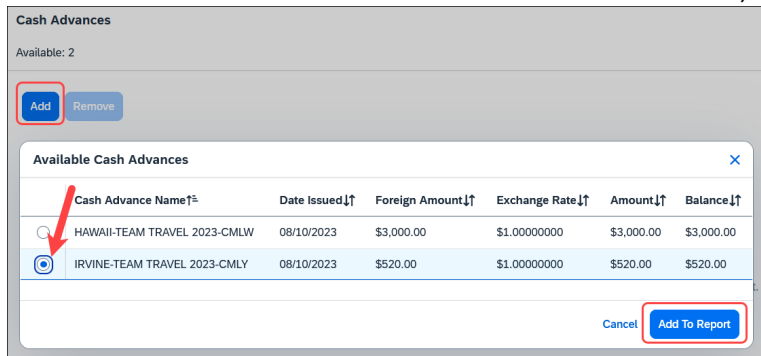 Cash Advances
Available: 2
Add Remove
Available Cash Advances
Cash Advance Name Date Issued Foreign Amount Exchange Rate Amount Balance
HAWAII-TEAM TRAVEL 2023-CMLW 08/10/2023 $3,000.00 $1.00000000 $3,000.00 $3,000.00
IRVINE-TEAM TRAVEL 2023-CMLY 08/10/2023 $520.00 $1.00000000 $520.00 $520.00
Cancel Add To Report